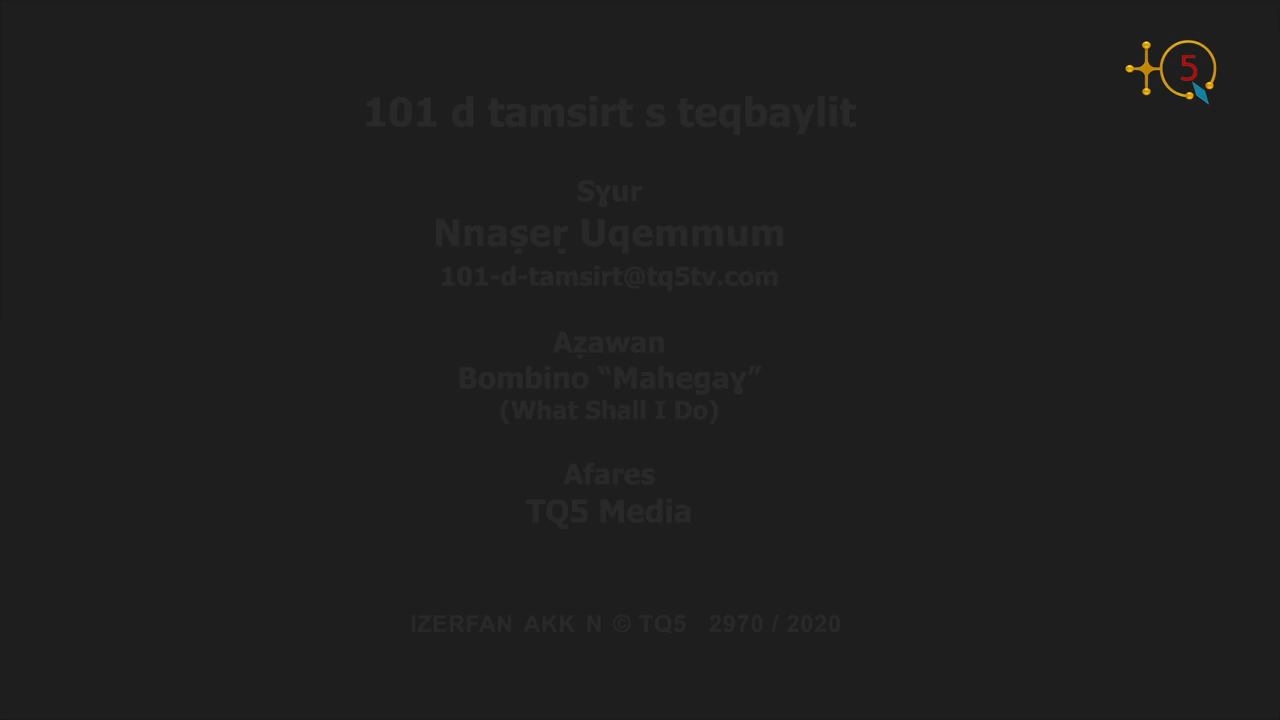 5
101 d tamsirt s teqbaylit
Sɣur
Nnaṣeṛ Uqemmum
101-d-tamsirt@tq5tv.com
Aẓawan
Bombino “Mahegaɣ”
(What Shall I Do)
Afares
TQ5 Media
IZERFAN AKK N © TQ5 2970 / 2020